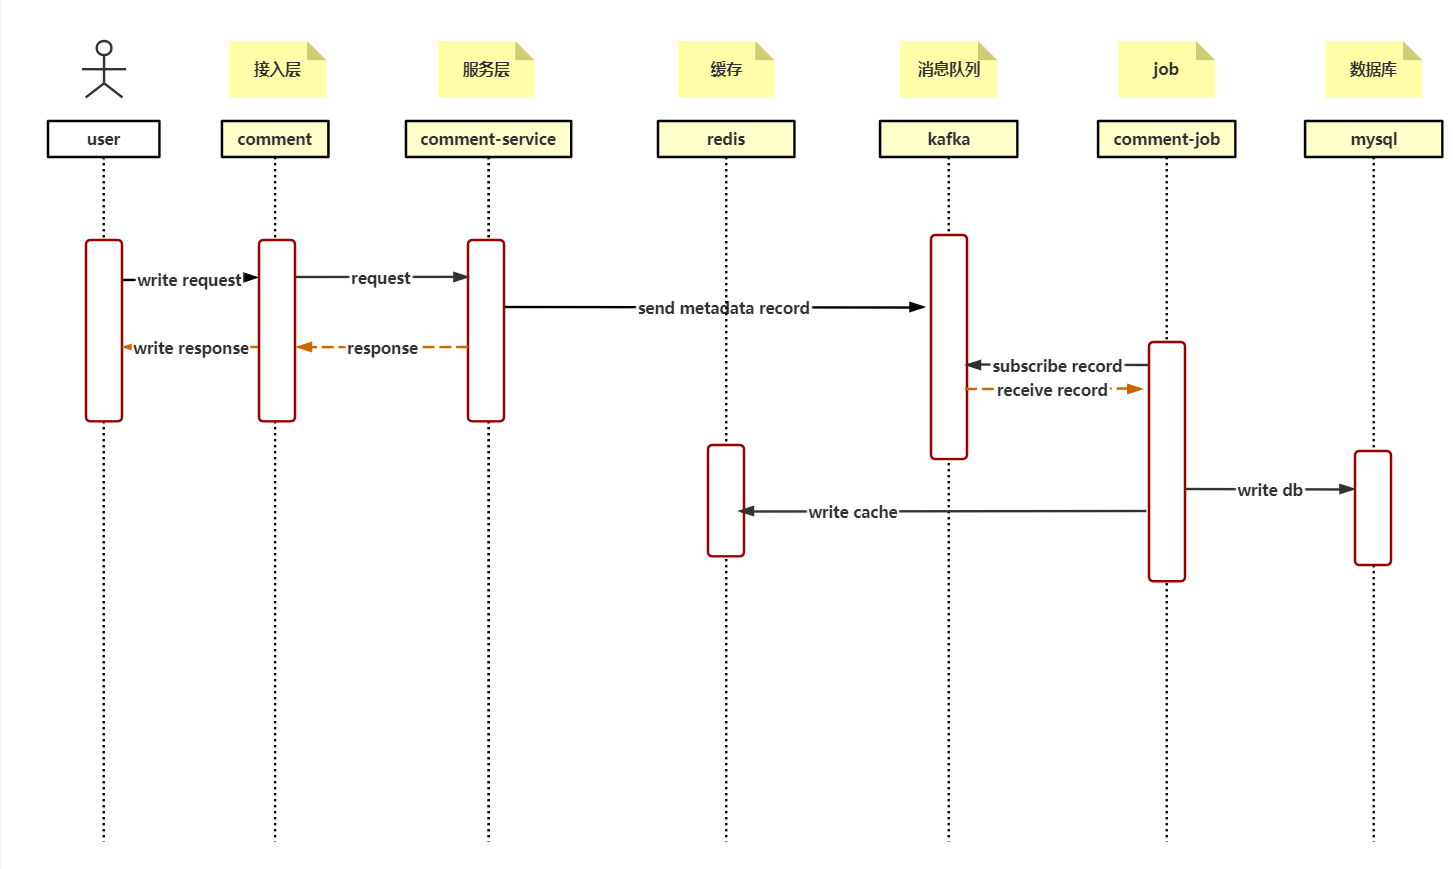 接入层
服务层
缓存
消息队列
job
数据库
user
comment
comment-service
redis
kafka
comment-job
mysql
write request
request
send metadata record
write response
response
subscribe record
receive record
write db
write cache